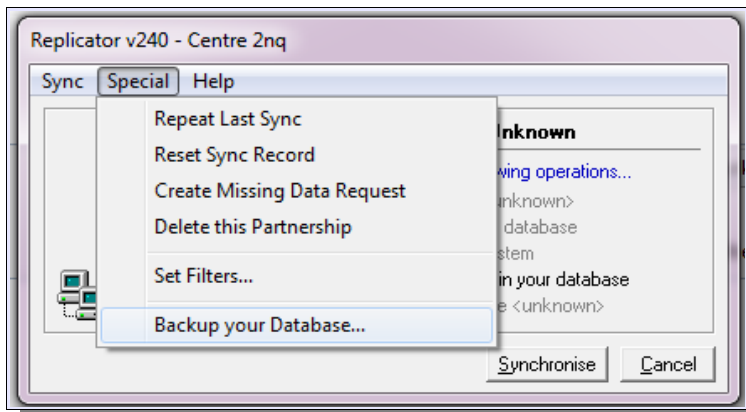 Replicator v240 - Centre 2nq
Sync Special Help
Repeat Last Sync
Reset Sync Record
Create Missing Data Request
Delete this Partnership
Set Filters...
Backup your Database...
nknown
wing operations...
unknown>
database
stem
in your database
e <unknown>
Synchronise Cancel